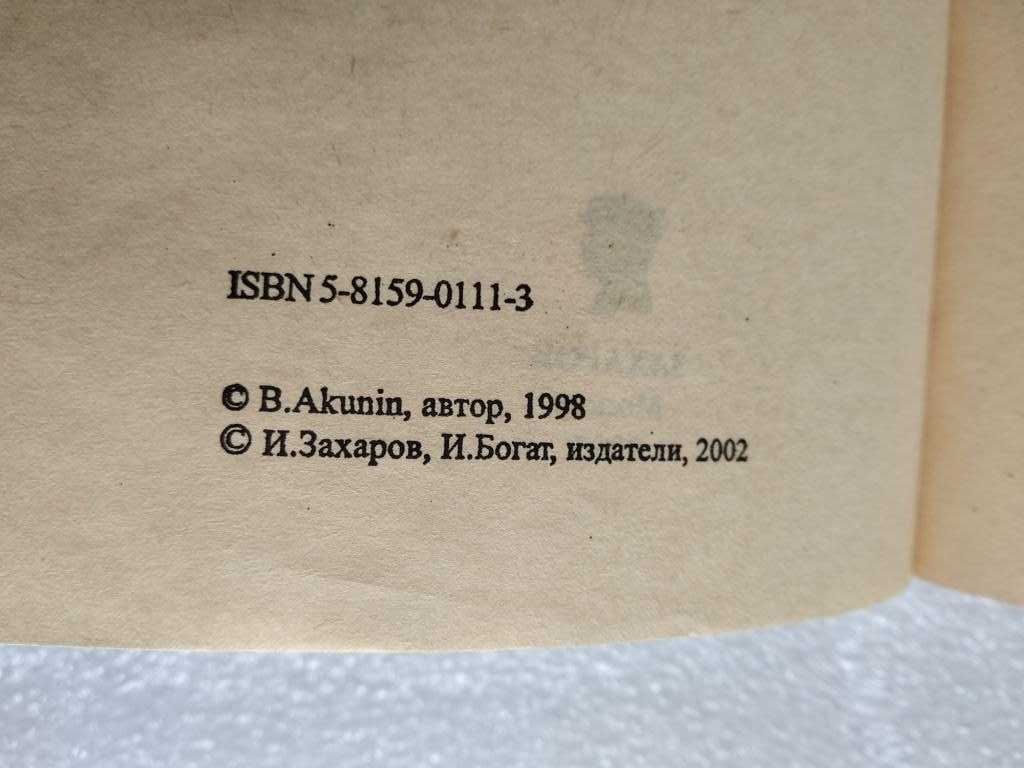 ISBN 5-8159-0111-3
© B.Akunin, автор, 1998
© И.Захаров, И.Богат, издатели, 2002